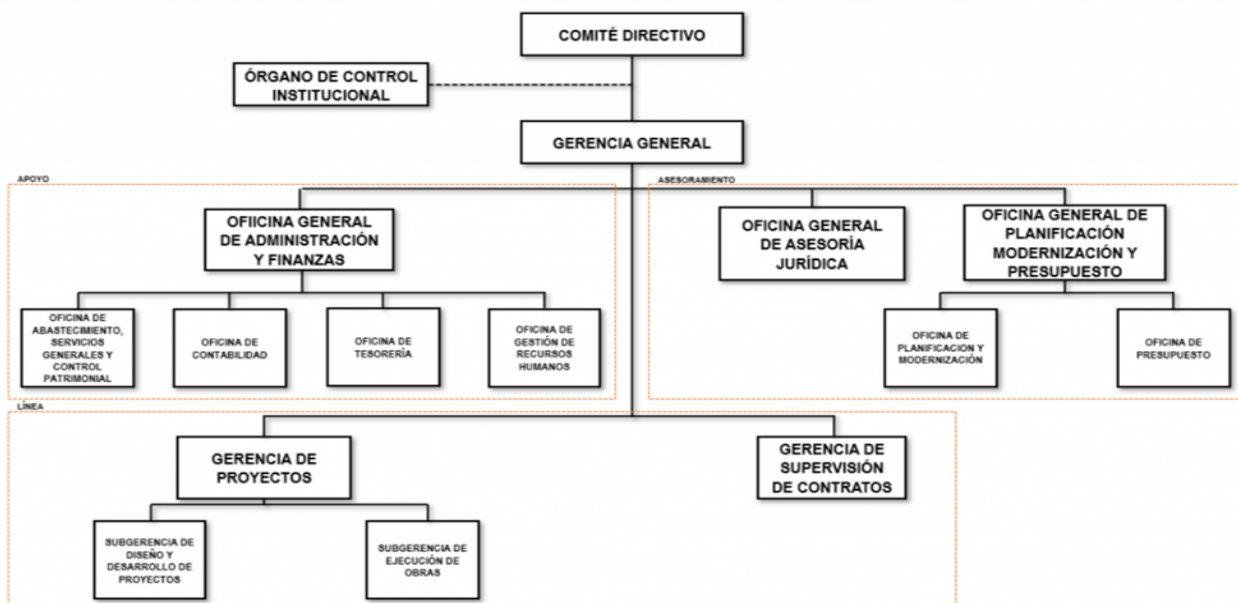 COMITÉ DIRECTIVO
ÓRGANO DE CONTROL
INSTITUCIONAL
GERENCIA GENERAL
APOYO
ASESORAMIENTO
OFIICINA GENERAL
DE ADMINISTRACIÓN
Y FINANZAS
OFICINA GENERAL
DE ASESORÍA
JURÍDICA
OFICINA GENERAL DE
PLANIFICACIÓN
MODERNIZACIÓN Y
PRESUPUESTO
OFICINA DE
ABASTECIMIENTO,
SERVICIOS
GENERALES Y
CONTROL
PATRIMONIAL
OFICINA DE
CONTABILIDAD
OFICINA DE
TESORERÍA
OFICINA DE
GESTIÓN DE
RECURSOS
HUMANOS
OFICINA DE
PLANIFICACION Y
MODERNIZACIÓN
OFICINA DE
PRESUPUESTO
LÍNEA
GERENCIA DE
PROYECTOS
GERENCIA DE
SUPERVISIÓN
DE CONTRATOS
SUBGERENCIA DE
DISEÑO Y
DESARROLLO DE
PROYECTOS
SUBGERENCIA DE
EJECUCIÓN DE
OBRAS